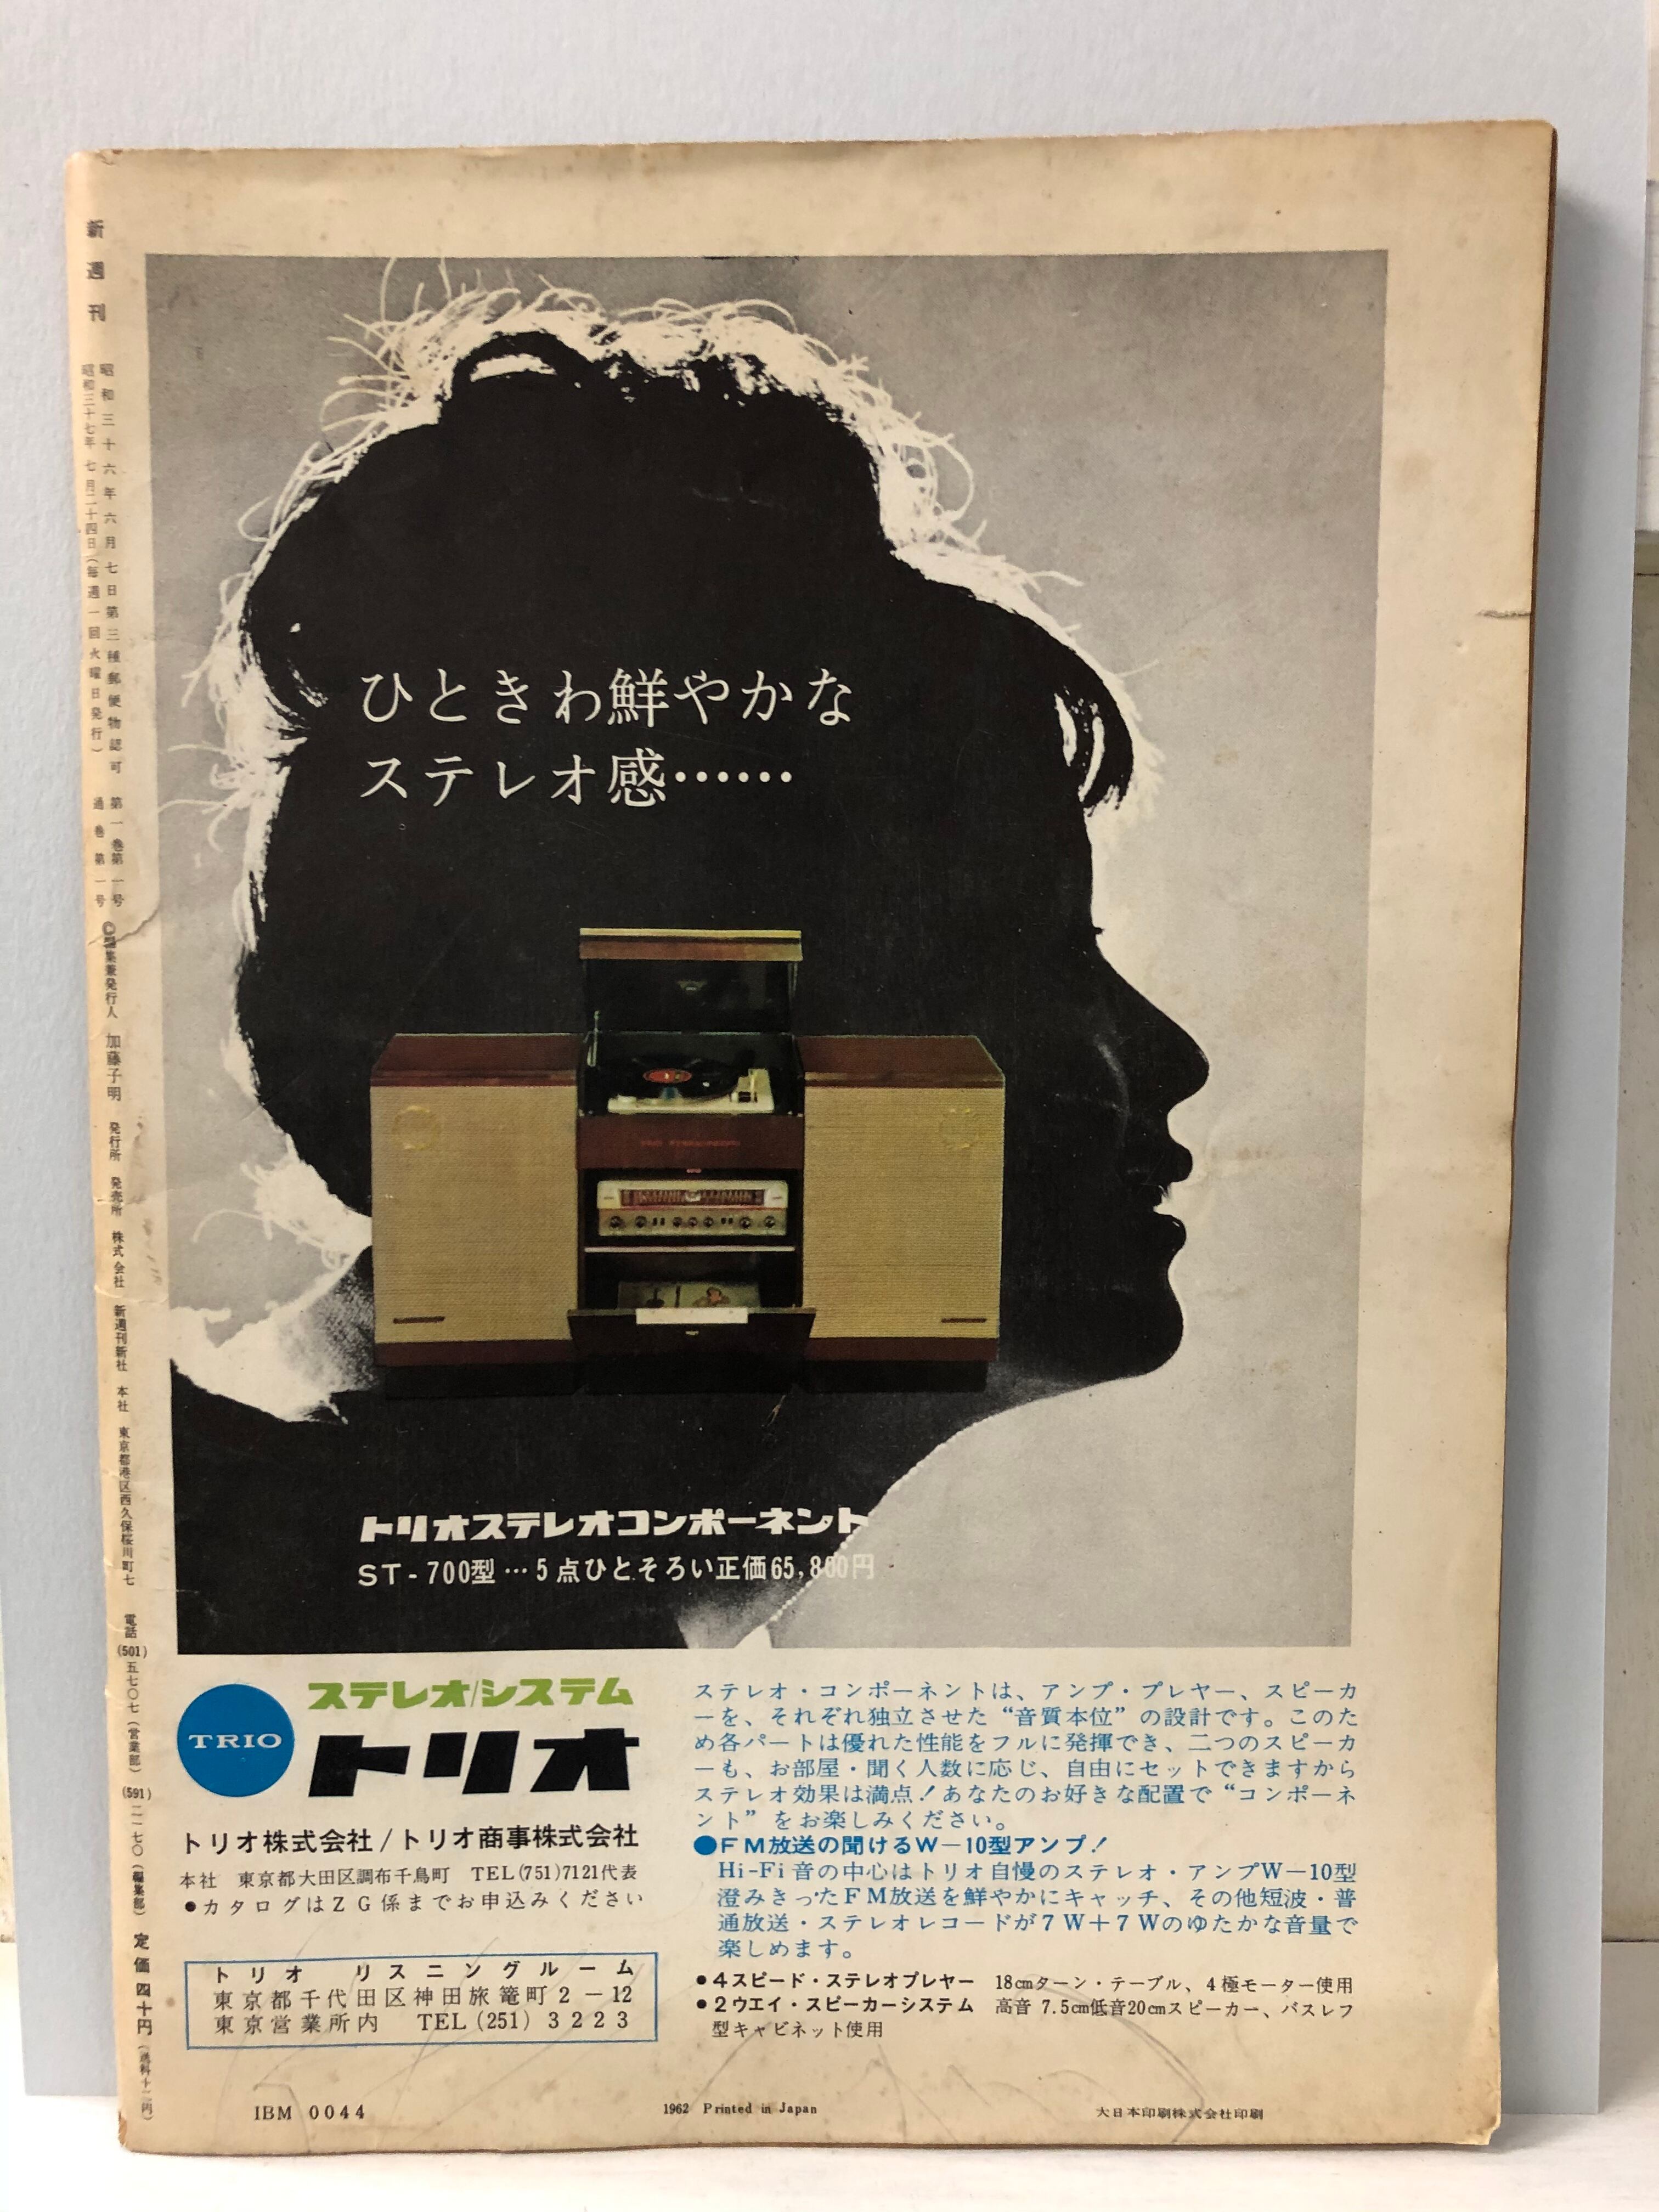 新週刊
昭和三十六年六月七日第三種郵便物認可 第一巻第一号
昭和三十七年七月二十四日(毎週一回火曜日発行) 通巻第一号
©編集兼発行人 加藤子明 発行所 発売所 株式会社 新週刊新社 本社 東京都港区西久保桜川町七 電話(501)五七〇七(営業部)(591)二一七〇(編集部) 定価四十円(送料十二円)
ひときわ鮮やかな
ステレオ感……
トリオステレオコンポーネント
ST-700型…5点ひとそろい正価65,800円
TRIO
ステレオ/システム
トリオ
トリオ株式会社/トリオ商事株式会社
本社 東京都大田区調布千鳥町 TEL(751)7121代表
●カタログはZG係までお申込みください
トリオ リスニングルーム
東京都千代田区神田旅篭町2-12
東京営業所内 TEL(251)3223
ステレオ・コンポーネントは、アンプ・プレヤー、スピーカ
ーを、それぞれ独立させた“音質本位”の設計です。このた
め各パートは優れた性能をフルに発揮でき、二つのスピーカ
ーも、お部屋・聞く人数に応じ、自由にセットできますから
ステレオ効果は満点!あなたのお好きな配置で“コンポーネ
ント”をお楽しみください。
●FM放送の聞けるW-10型アンプ!
Hi-Fi音の中心はトリオ自慢のステレオ・アンプW-10型
澄みきったFM放送を鮮やかにキャッチ、その他短波・普
通放送・ステレオレコードが7W+7Wのゆたかな音量で
楽しめます。
●4スピード・ステレオプレヤー 18cmターン・テーブル、4極モーター使用
●2ウエイ・スピーカーシステム 高音 7.5cm低音20cmスピーカー、バスレフ
型キャビネット使用
IBM 0044
1962 Printed in Japan
大日本印刷株式会社印刷